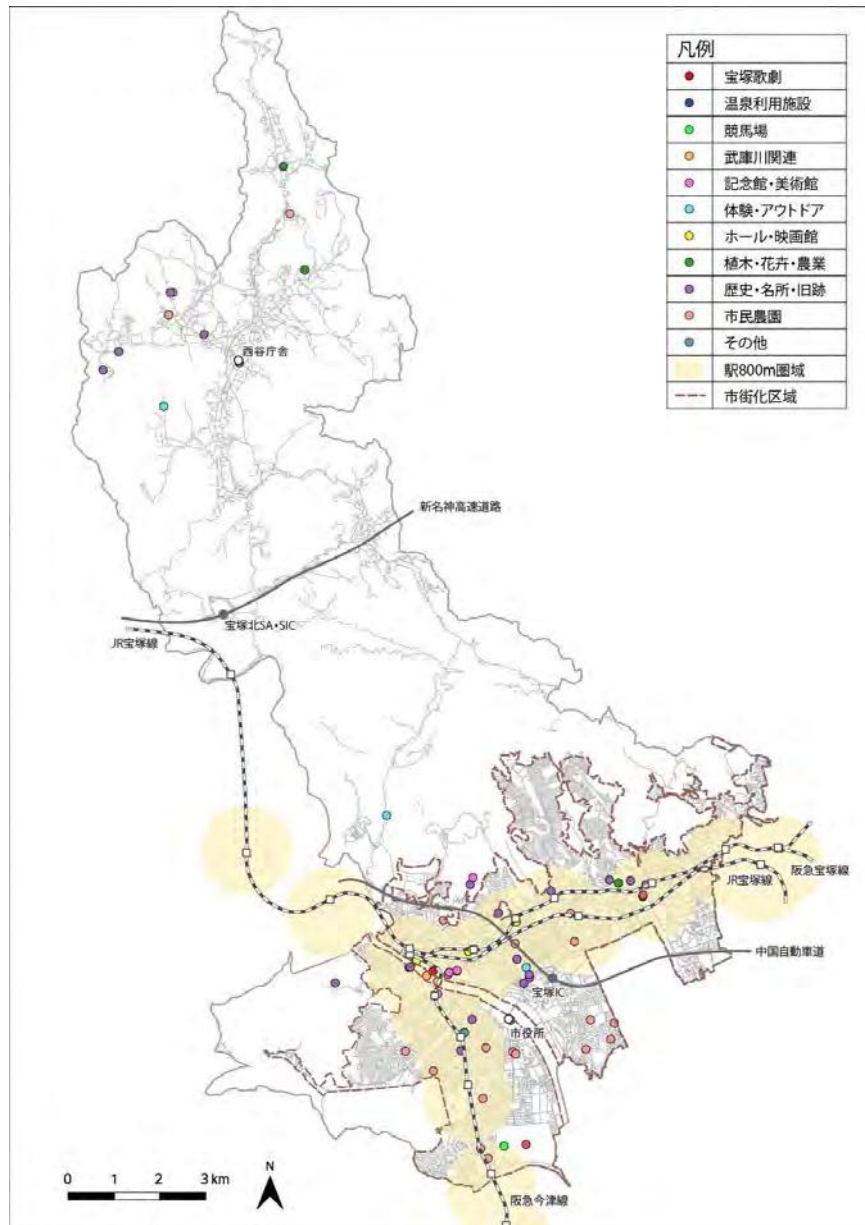 凡例
宝塚歌劇
温泉利用施設
競馬場
武庫川関連
記念館・美術館
体験・アウトドア
ホール・映画館
植木・花卉・農業
歴史・名所・旧跡
市民農園
その他
駅800m圏域
市街化区域
西谷庁舎
新名神高速道路
宝塚北SA・SIC
JR宝塚線
阪急宝塚線
JR宝塚線
中国自動車道
宝塚IC
市役所
阪急今津線
0 1 2 3km
N